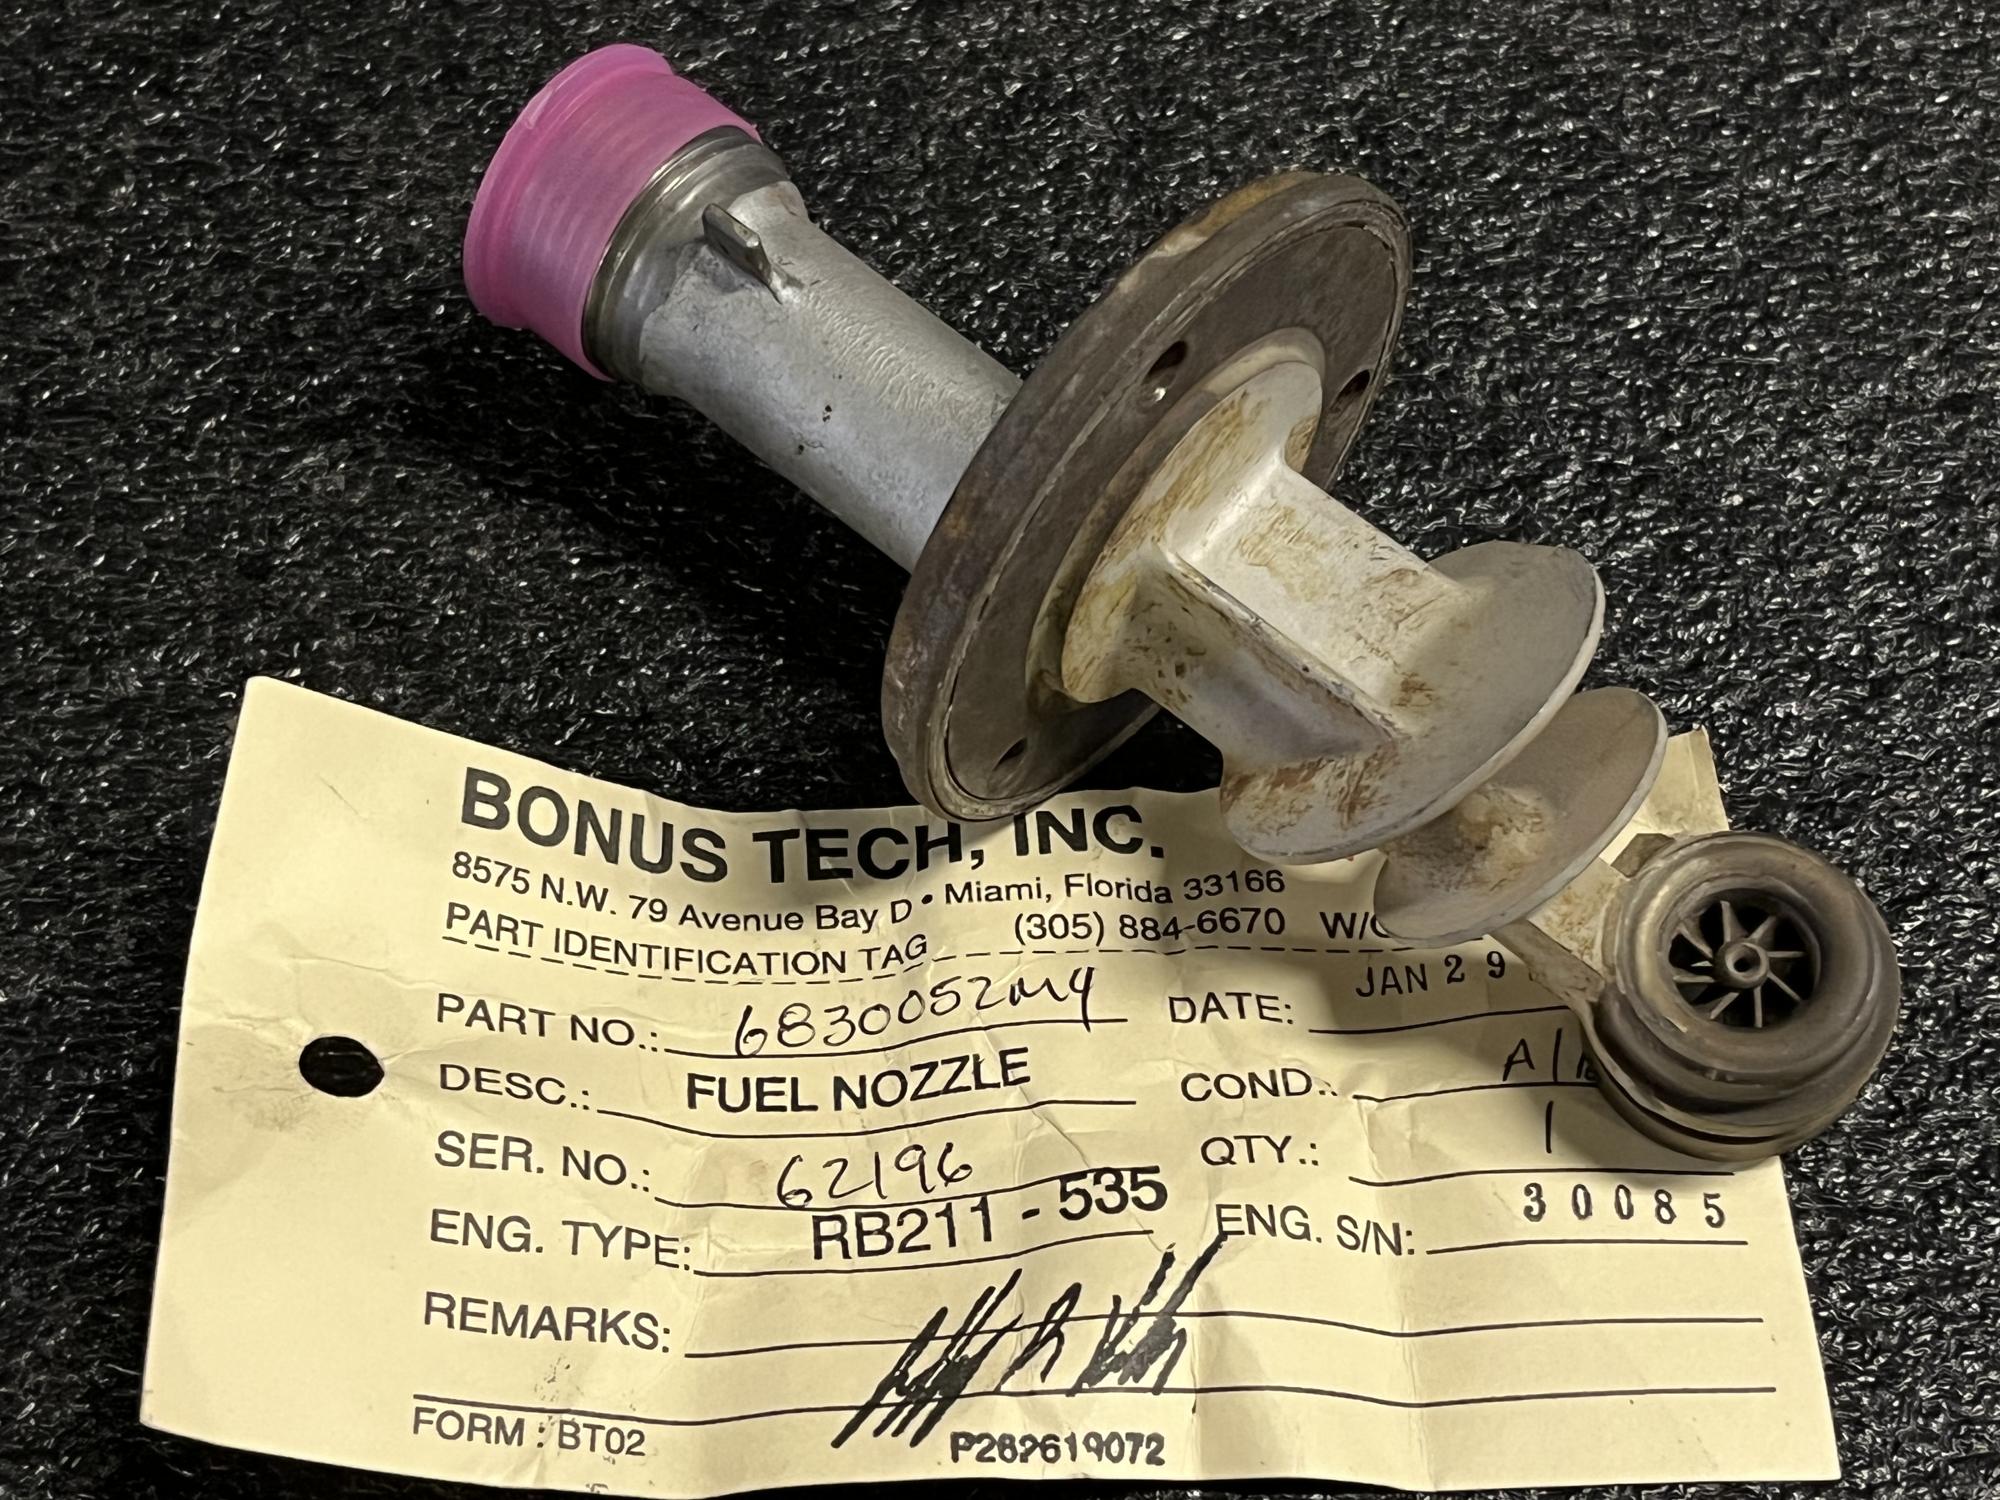 BONUS TECH, INC.
8575 N.W. 79 Avenue Bay D • Miami, Florida 33166
PART IDENTIFICATION TAG (305) 884-6670
PART NO.: 6830052M4 DATE: JAN 29
DESC.: FUEL NOZZLE COND.:
SER. NO.: 62196 QTY.: 1
ENG. TYPE: RB211-535 ENG. S/N: 30085
REMARKS:
FORM : BT02